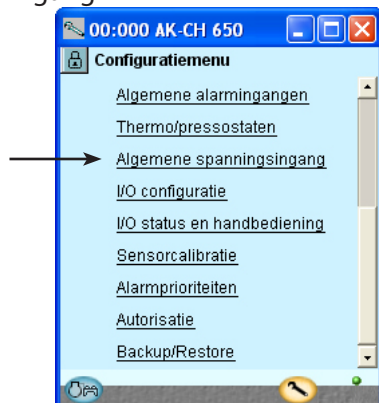 00:000 AK-CH 650
Configuratiemenu
Algemene alarmingangen
Thermo/pressostaten
Algemene spanningsingang
I/O configuratie
I/O status en handbediening
Sensorcalibratie
Alarmprioriteiten
Autorisatie
Backup/Restore